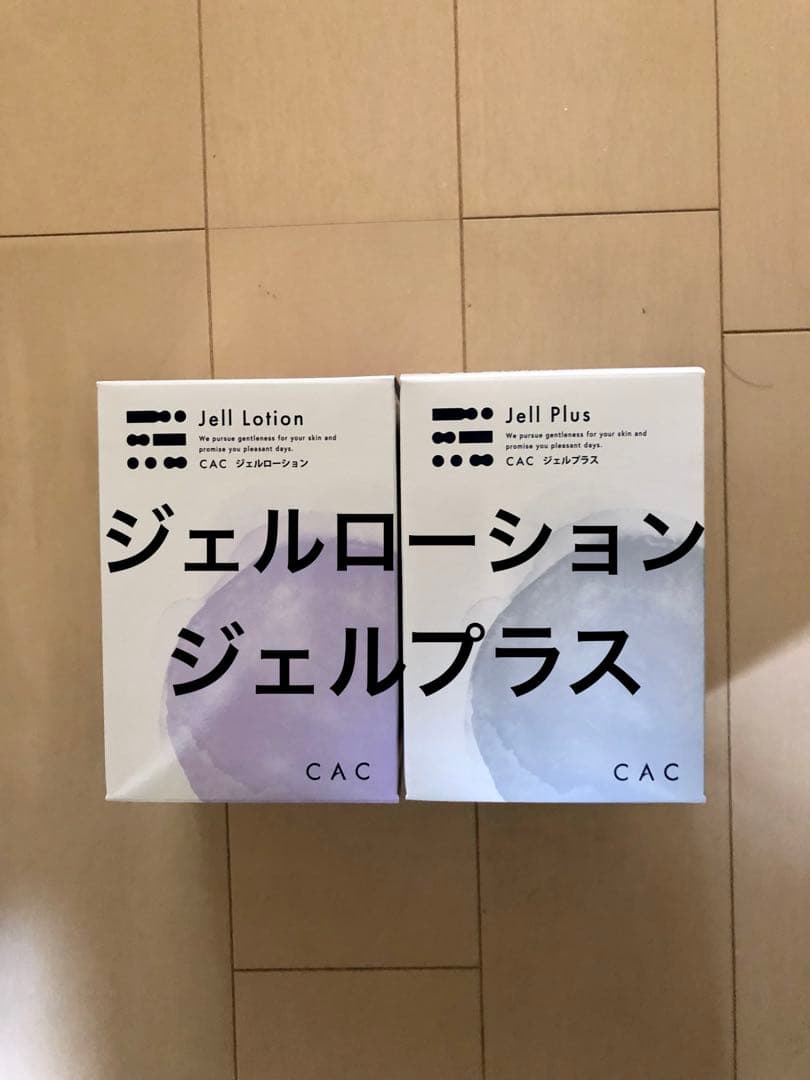 Jell Lotion
We pursue gentleness for your skin and
promise you pleasant days.
CAC ジェルローション
Jell Plus
We pursue gentleness for your skin and
promise you pleasant days.
CAC ジェルプラス
ジェルローション
ジェルプラス
CAC
CAC